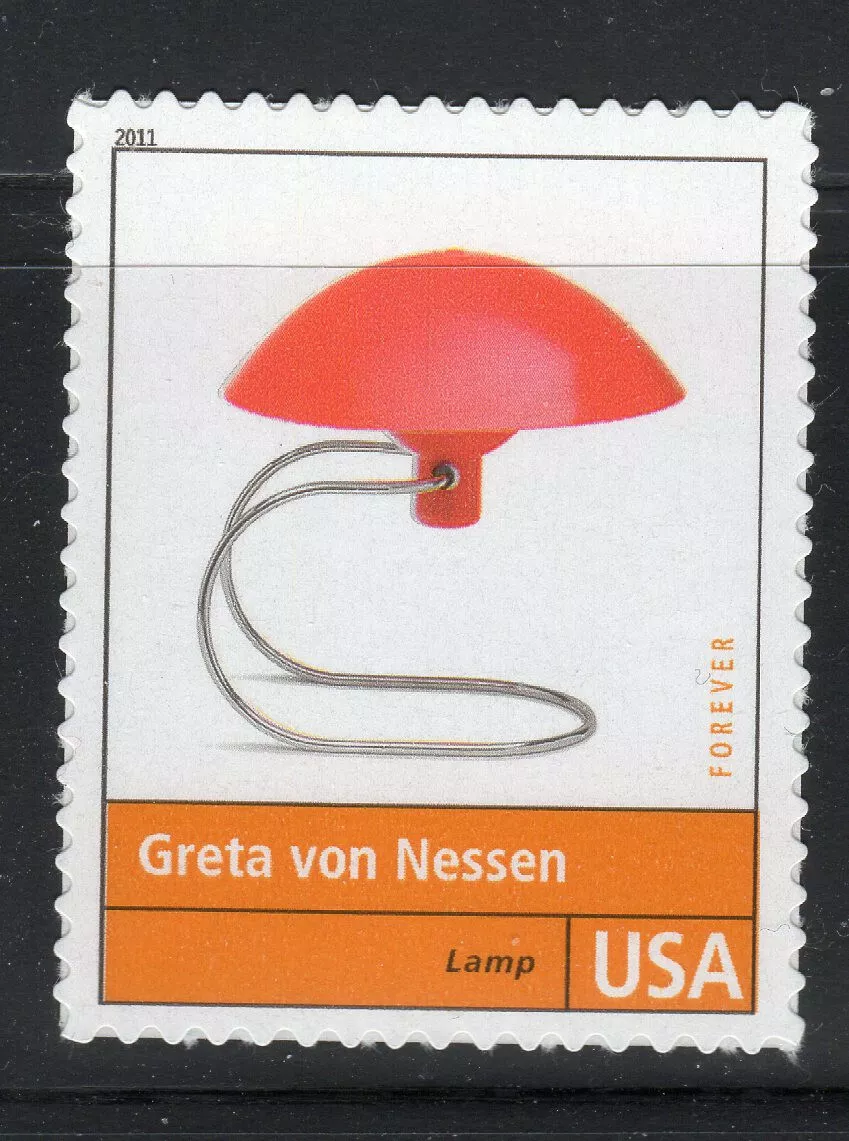 2011
FOREVER
Greta von Nessen
Lamp
USA